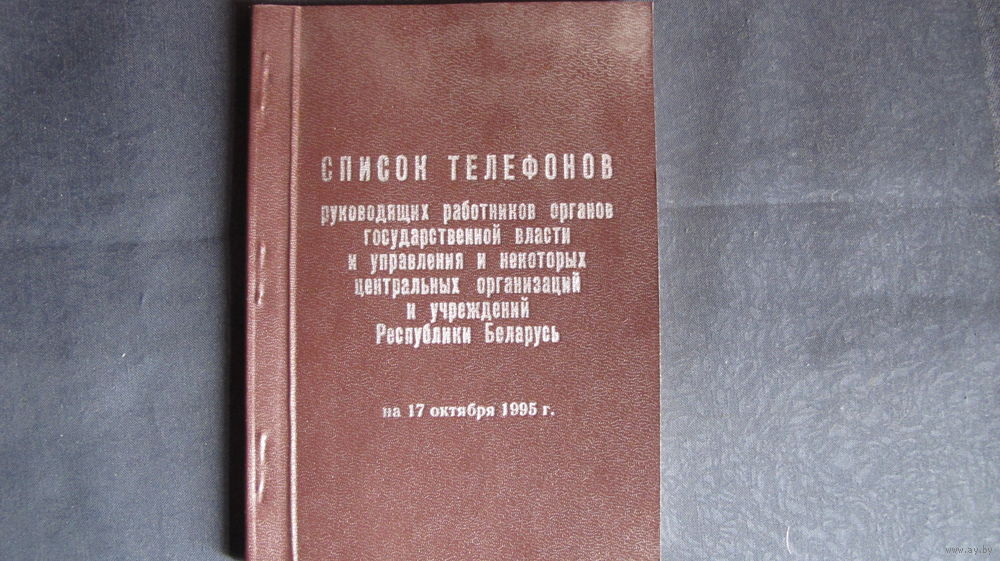 СПИСОК ТЕЛЕФОНОВ
руководящих работников органов
государственной власти
и управления и некоторых
центральных организаций
и учреждений
Республики Беларусь
на 17 октября 1995 г.
www.ay.by